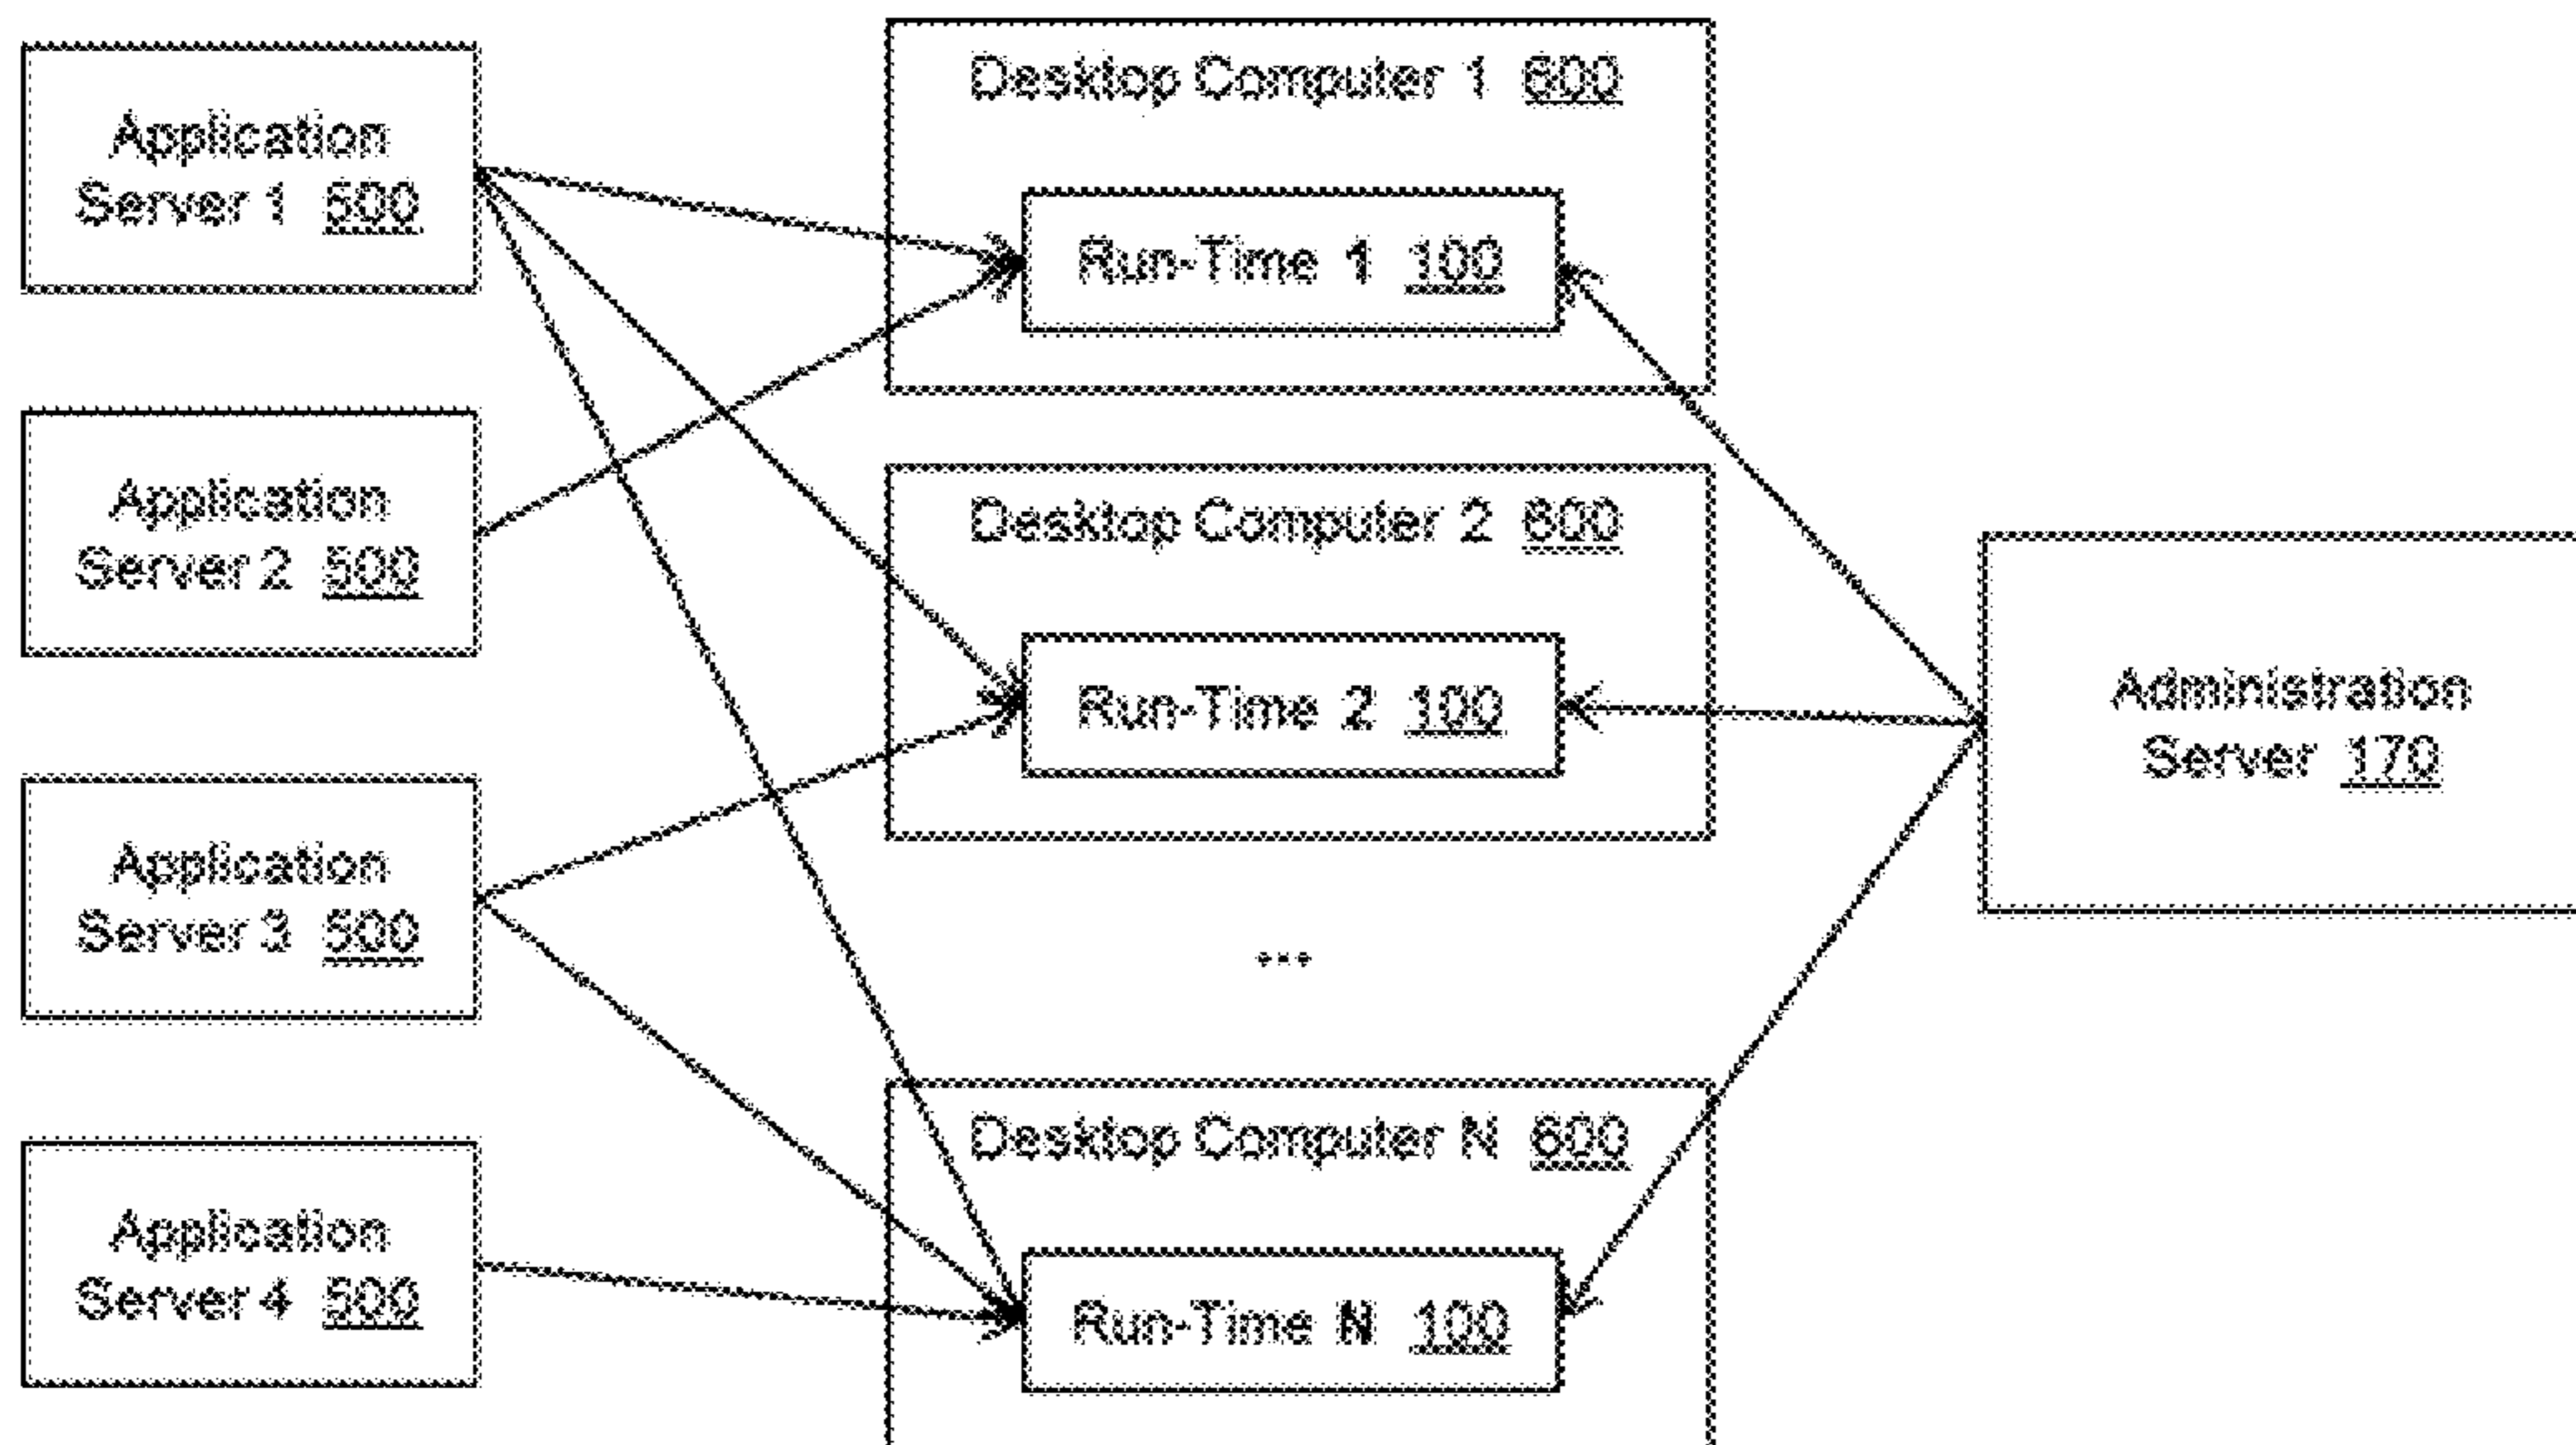 Application
Server 1 500
Application
Server 2 500
Application
Server 3 500
Application
Server 4 500
Desktop Computer 1 600
Run-Time 1 100
Desktop Computer 2 600
Run-Time 2 100
...
Desktop Computer N 600
Run-Time N 100
Administration
Server 170